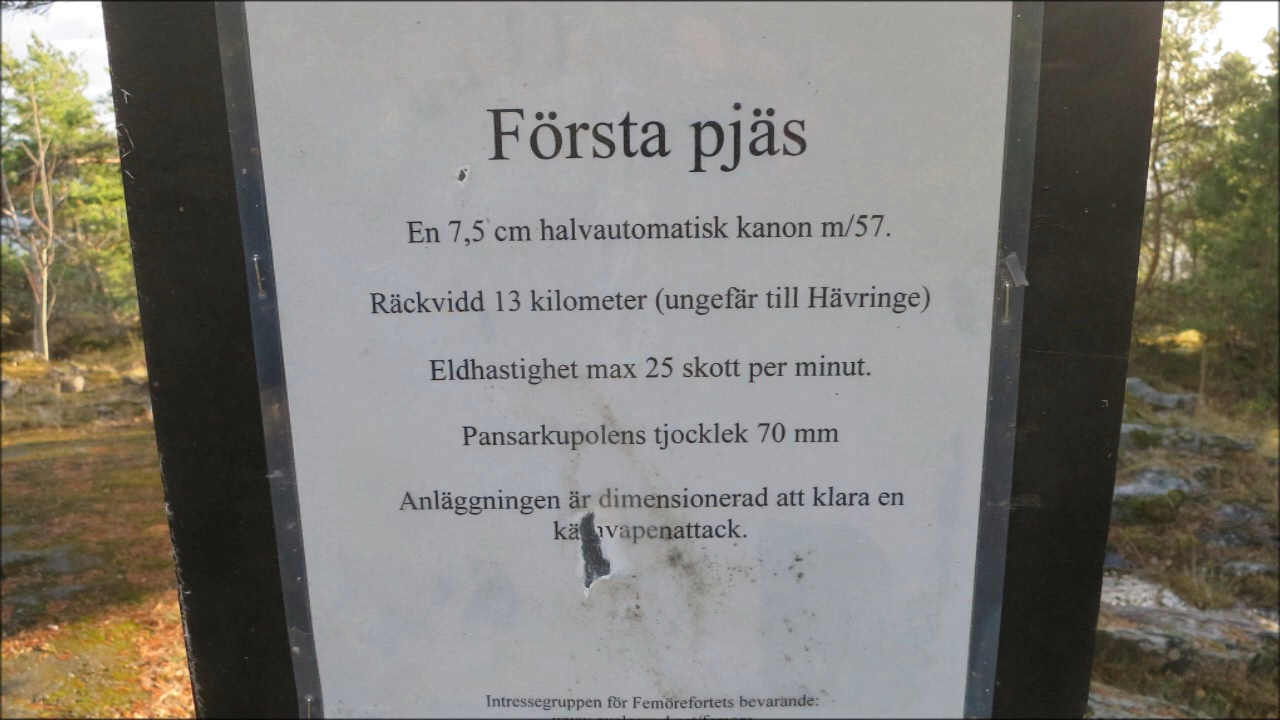 Första pjäs
En 7,5 cm halvautomatisk kanon m/57.
Räckvidd 13 kilometer (ungefär till Hävringe)
Eldhastighet max 25 skott per minut.
Pansarkupolens tjocklek 70 mm
Anläggningen är dimensionerad att klara en
kärnvapenattack.
Intressegruppen för Femörefortets bevarande: